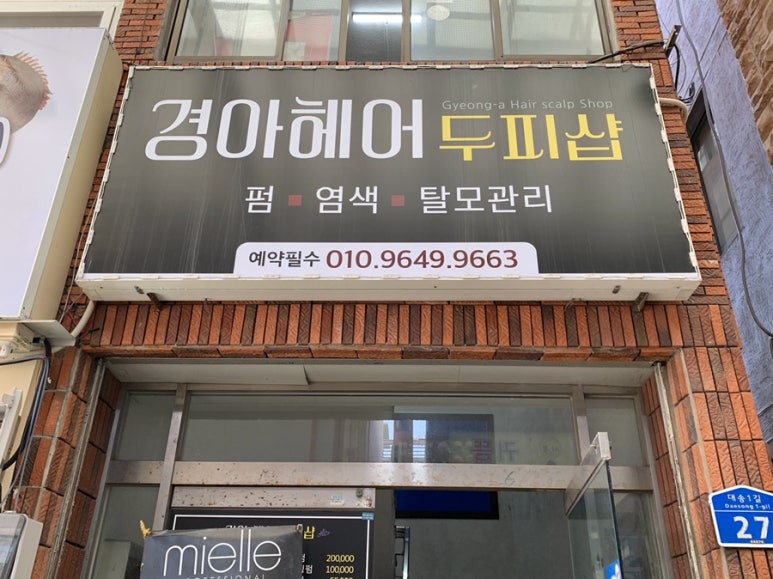 Gyeong-a Hair scalp Shop
경아헤어 두피샵
펌 ▪ 염색 ▪ 탈모관리
예약필수 010.9649.9663
mielle
PROFESSIONAL
200,000
100,000
대송1길
Daesong 1-gil
27